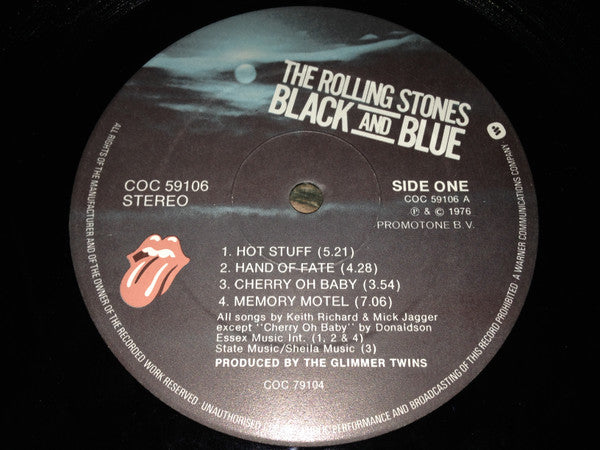 THE ROLLING STONES
BLACK AND BLUE
COC 59106
STEREO
SIDE ONE
COC 59106 A
℗ & © 1976
PROMOTONE B.V.
1. HOT STUFF (5.21)
2. HAND OF FATE (4.28)
3. CHERRY OH BABY (3.54)
4. MEMORY MOTEL (7.06)
All songs by Keith Richard & Mick Jagger
except "Cherry Oh Baby" by Donaldson
Essex Music Int. (1, 2 & 4)
State Music/Sheila Music (3)
PRODUCED BY THE GLIMMER TWINS
COC 79104
ALL RIGHTS OF THE MANUFACTURER AND OF THE OWNER OF THE RECORDED WORK RESERVED. UNAUTHORISED PUBLIC PERFORMANCE AND BROADCASTING OF THIS RECORD PROHIBITED
A WARNER COMMUNICATIONS COMPANY